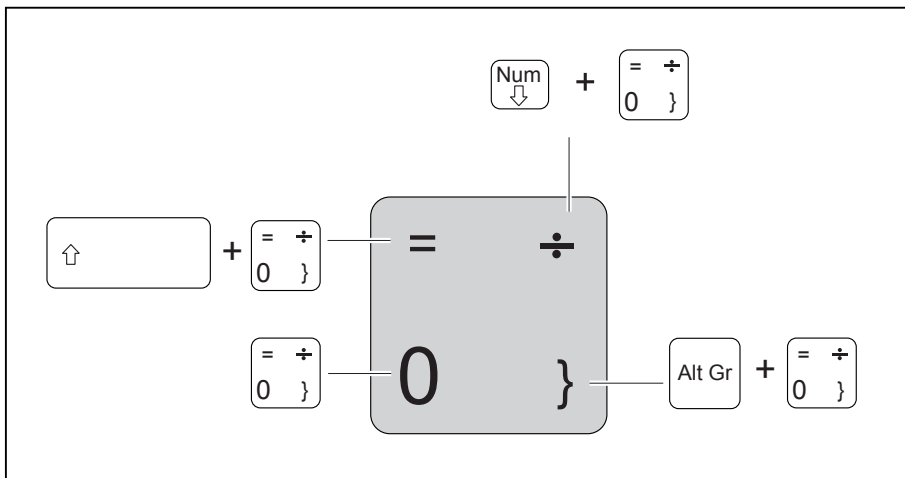 Num + = ÷
0 }
+ = ÷
0 }
= ÷
0 }
= ÷
0 }
Alt Gr + = ÷
0 }